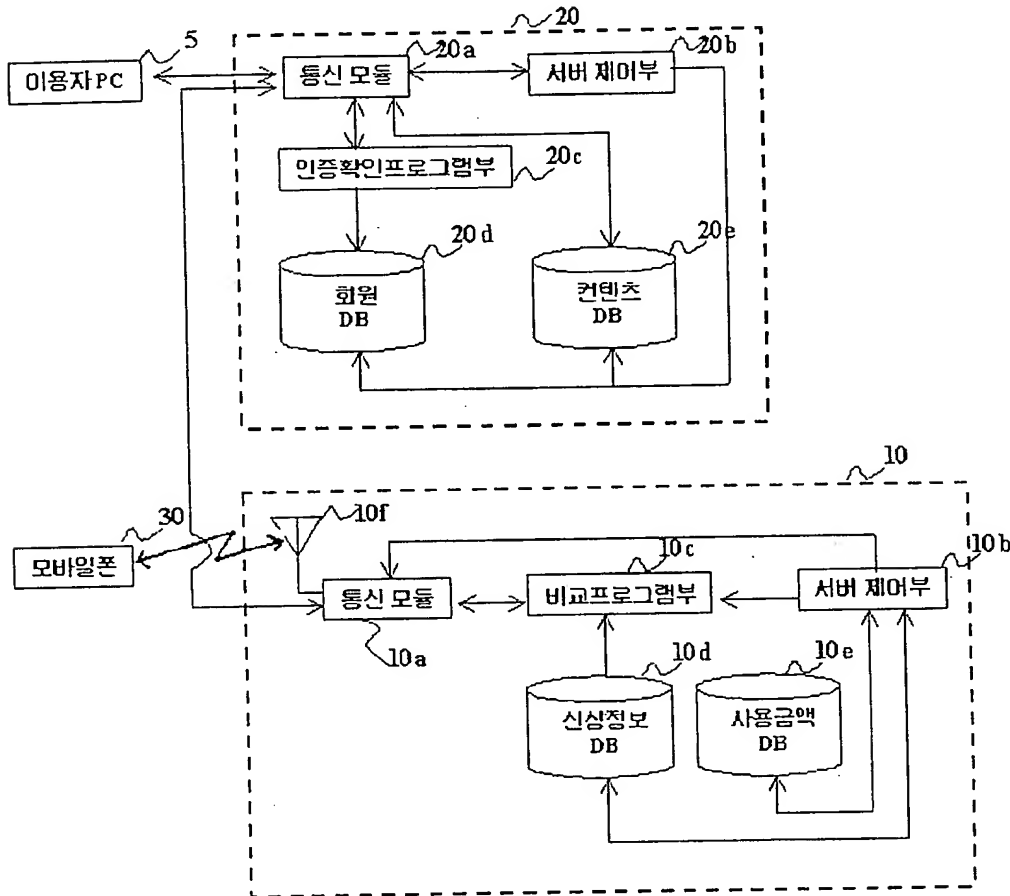 20
5
20a
20b
이용자 PC
통신 모듈
서버 제어부
인증확인프로그램부
20c
20d
20e
회원
DB
컨텐츠
DB
10
30
10f
10c
10b
모바일폰
통신 모듈
비교프로그램부
서버 제어부
10a
10d
10e
신상정보
DB
사용금액
DB